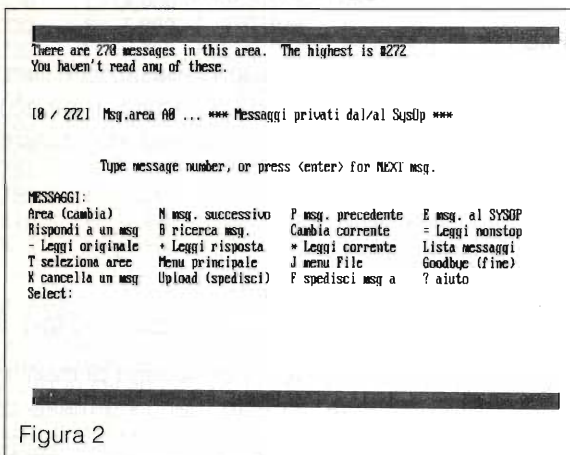 There are 270 messages in this area.  The highest is #272
You haven't read any of these.
[0 / 272]  Msg.area A0 ... *** Messaggi privati dal/al SysOp ***
Type message number, or press <enter> for NEXT msg.
MESSAGGI:
Area (cambia)  N msg. successivo  P msg. precedente  E msg. al SYSOP
Rispondi a un msg  B ricerca msg.  Cambia corrente  = Leggi nonstop
- Leggi originale  + Leggi risposta  * Leggi corrente  Lista messaggi
T seleziona aree  Menu principale  J menu File  Goodbye (fine)
K cancella un msg  Upload (spedisci)  F spedisci msg a  ? aiuto
Select:
Figura 2